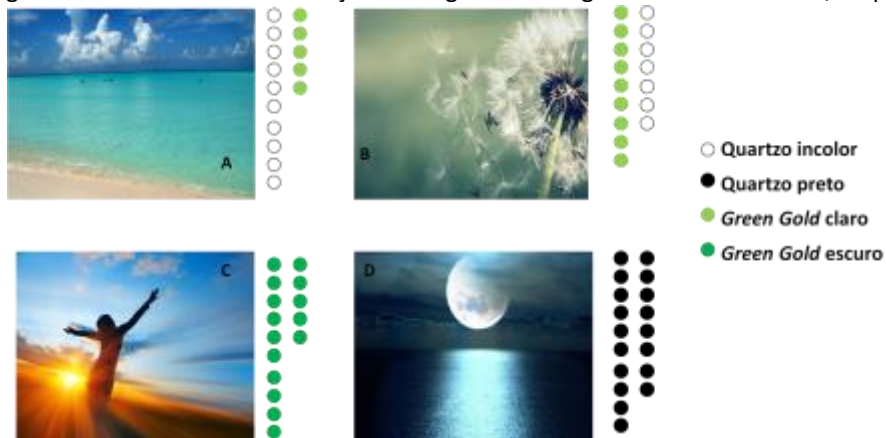 A
B
Quartzo incolor
Quartzo preto
Green Gold claro
Green Gold escuro
C
D